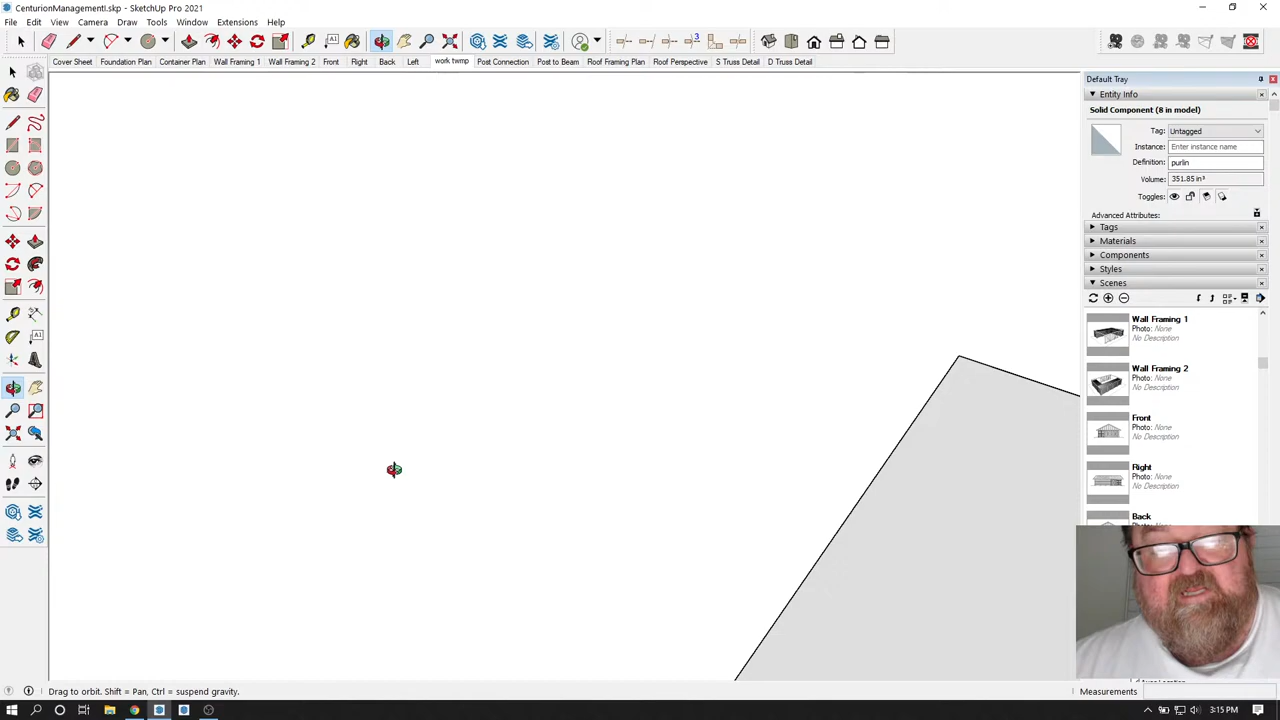 CenturionManagementI.skp - SketchUp Pro 2021
File Edit View Camera Draw Tools Window Extensions Help
Cover Sheet Foundation Plan Container Plan Wall Framing 1 Wall Framing 2 Front Right Back Left work twmp Post Connection Post to Beam Roof Framing Plan Roof Perspective S Truss Detail D Truss Detail
Default Tray
Entity Info
Solid Component (8 in model)
Tag: Untagged
Instance: Enter instance name
Definition: purlin
Volume: 351.85 in³
Toggles:
Advanced Attributes:
Tags
Materials
Components
Styles
Scenes
Wall Framing 1
Photo: None
No Description
Wall Framing 2
Photo: None
No Description
Front
Photo: None
No Description
Right
Photo: None
No Description
Back
Drag to orbit. Shift = Pan, Ctrl = suspend gravity.
Measurements
3:15 PM